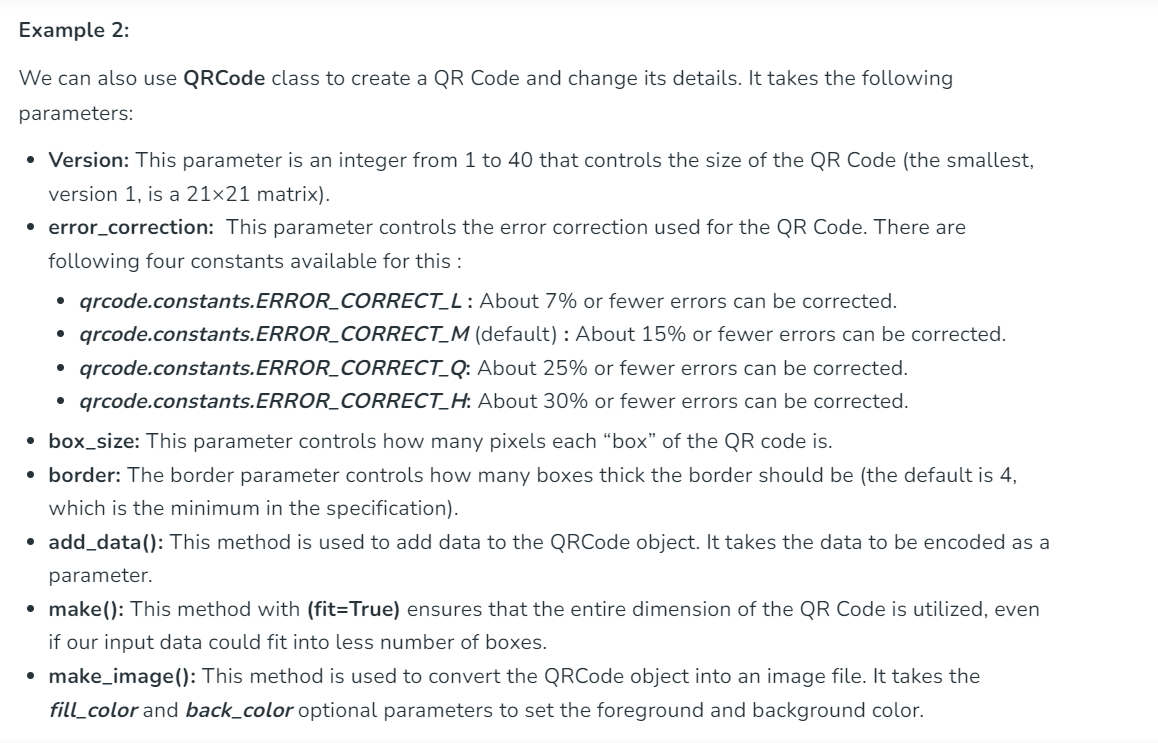 Example 2:
We can also use QRCode class to create a QR Code and change its details. It takes the following
parameters:
• Version: This parameter is an integer from 1 to 40 that controls the size of the QR Code (the smallest,
version 1, is a 21×21 matrix).
• error_correction:  This parameter controls the error correction used for the QR Code. There are
following four constants available for this :
• qrcode.constants.ERROR_CORRECT_L : About 7% or fewer errors can be corrected.
• qrcode.constants.ERROR_CORRECT_M (default) : About 15% or fewer errors can be corrected.
• qrcode.constants.ERROR_CORRECT_Q: About 25% or fewer errors can be corrected.
• qrcode.constants.ERROR_CORRECT_H: About 30% or fewer errors can be corrected.
• box_size: This parameter controls how many pixels each “box” of the QR code is.
• border: The border parameter controls how many boxes thick the border should be (the default is 4,
which is the minimum in the specification).
• add_data(): This method is used to add data to the QRCode object. It takes the data to be encoded as a
parameter.
• make(): This method with (fit=True) ensures that the entire dimension of the QR Code is utilized, even
if our input data could fit into less number of boxes.
• make_image(): This method is used to convert the QRCode object into an image file. It takes the
fill_color and back_color optional parameters to set the foreground and background color.